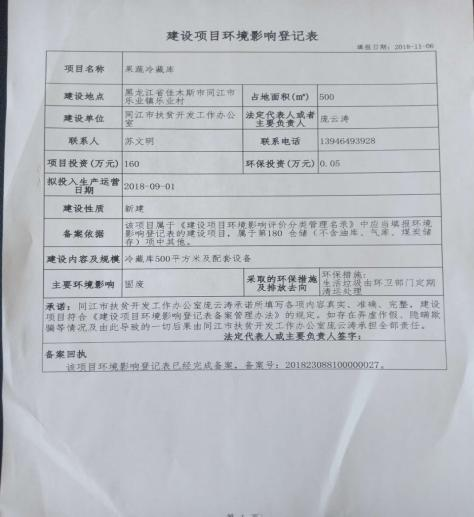 建设项目环境影响登记表
填报日期：2018-11-06
项目名称 果蔬冷藏库
建设地点 黑龙江省佳木斯市同江市乐业镇乐业村 占地面积(m²) 500
建设单位 同江市扶贫开发工作办公室 法定代表人或者主要负责人 庞云涛
联系人 苏文明 联系电话 13946493928
项目投资(万元) 160 环保投资(万元) 0.05
拟投入生产运营日期 2018-09-01
建设性质 新建
备案依据 该项目属于《建设项目环境影响评价分类管理名录》中应当填报环境
影响登记表的建设项目，属于第180 仓储（不含油库、气库、煤炭储
存）项中其他。
建设内容及规模 冷藏库500平方米及配套设备
主要环境影响 固废 采取的环保措施及排放去向 环保措施：
生活垃圾由环卫部门定期
清运处理
承诺：同江市扶贫开发工作办公室庞云涛承诺所填写各项内容真实、准确、完整，建设
项目符合《建设项目环境影响登记表备案管理办法》的规定。如存在弄虚作假、隐瞒欺
骗等情况及由此导致的一切后果由同江市扶贫开发工作办公室庞云涛承担全部责任。
法定代表人或主要负责人签字：
备案回执
该项目环境影响登记表已经完成备案，备案号：201823088100000027。